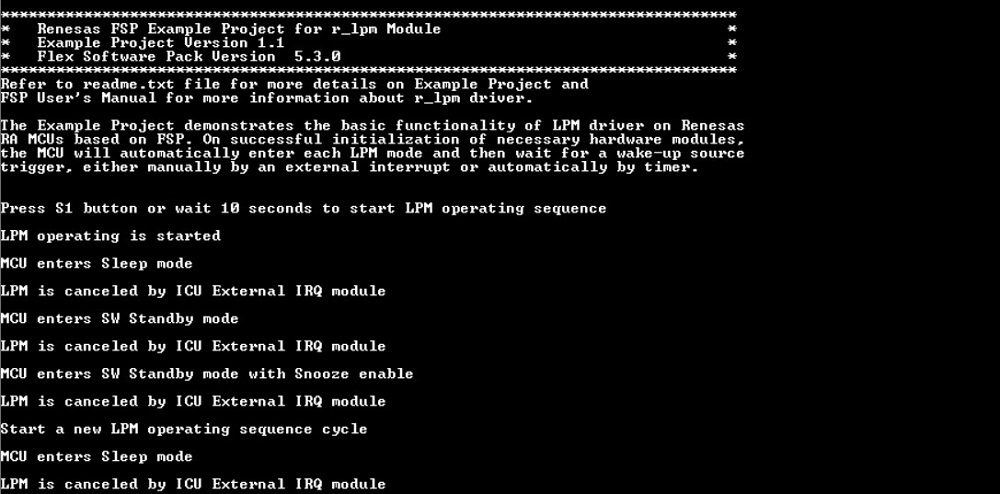 ********************************************************************************
*   Renesas FSP Example Project for r_lpm Module                               *
*   Example Project Version 1.1                                                *
*   Flex Software Pack Version  5.3.0                                          *
********************************************************************************
Refer to readme.txt file for more details on Example Project and
FSP User's Manual for more information about r_lpm driver.
The Example Project demonstrates the basic functionality of LPM driver on Renesas
RA MCUs based on FSP. On successful initialization of necessary hardware modules,
the MCU will automatically enter each LPM mode and then wait for a wake-up source
trigger, either manually by an external interrupt or automatically by timer.
Press S1 button or wait 10 seconds to start LPM operating sequence
LPM operating is started
MCU enters Sleep mode
LPM is canceled by ICU External IRQ module
MCU enters SW Standby mode
LPM is canceled by ICU External IRQ module
MCU enters SW Standby mode with Snooze enable
LPM is canceled by ICU External IRQ module
Start a new LPM operating sequence cycle
MCU enters Sleep mode
LPM is canceled by ICU External IRQ module